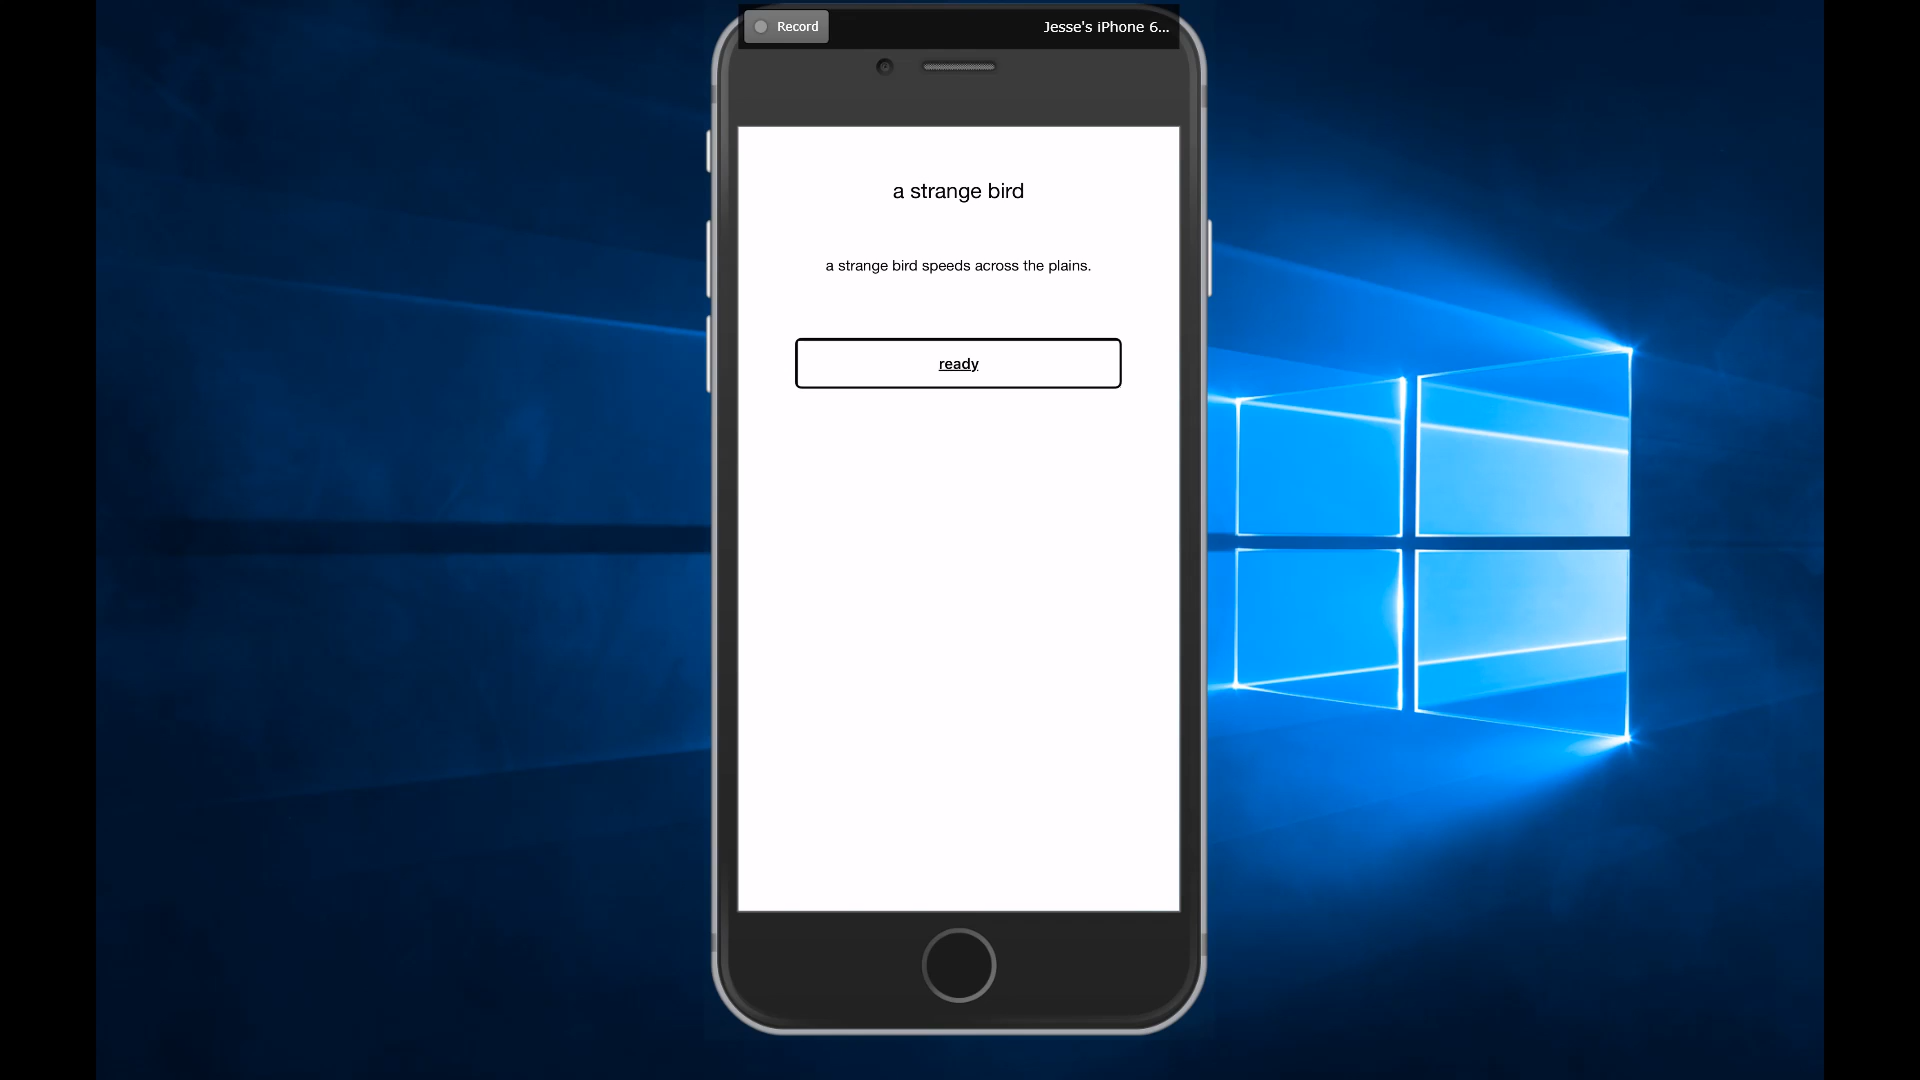 Record
Jesse's iPhone 6...
a strange bird
a strange bird speeds across the plains.
ready